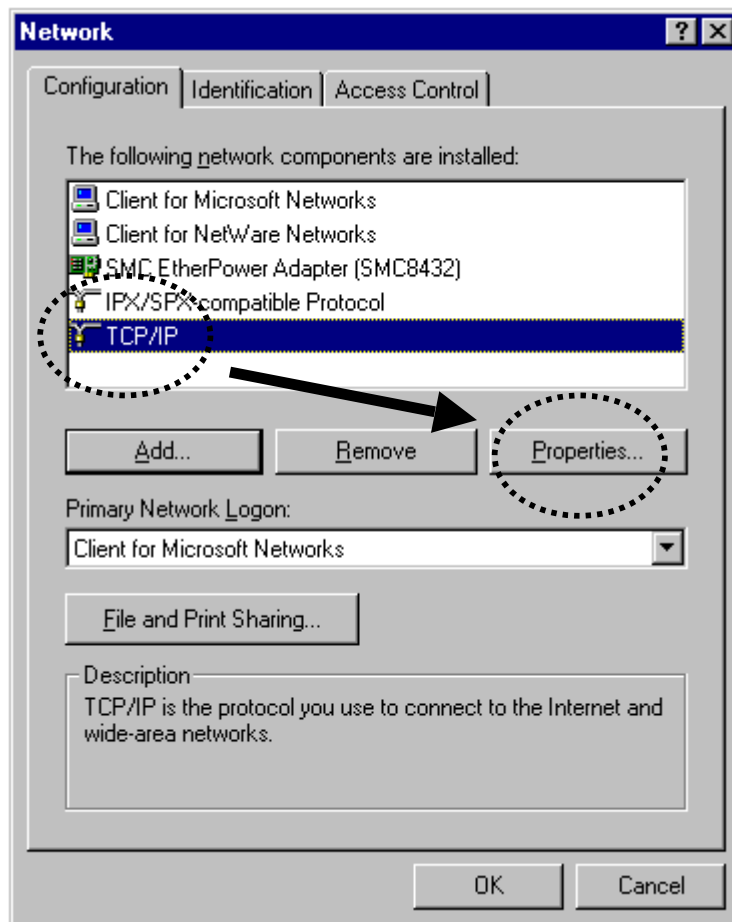 Network
Configuration Identification Access Control
The following network components are installed:
Client for Microsoft Networks
Client for NetWare Networks
SMC EtherPower Adapter (SMC8432)
IPX/SPX-compatible Protocol
TCP/IP
Add... Remove Properties...
Primary Network Logon:
Client for Microsoft Networks
File and Print Sharing...
Description
TCP/IP is the protocol you use to connect to the Internet and
wide-area networks.
OK Cancel